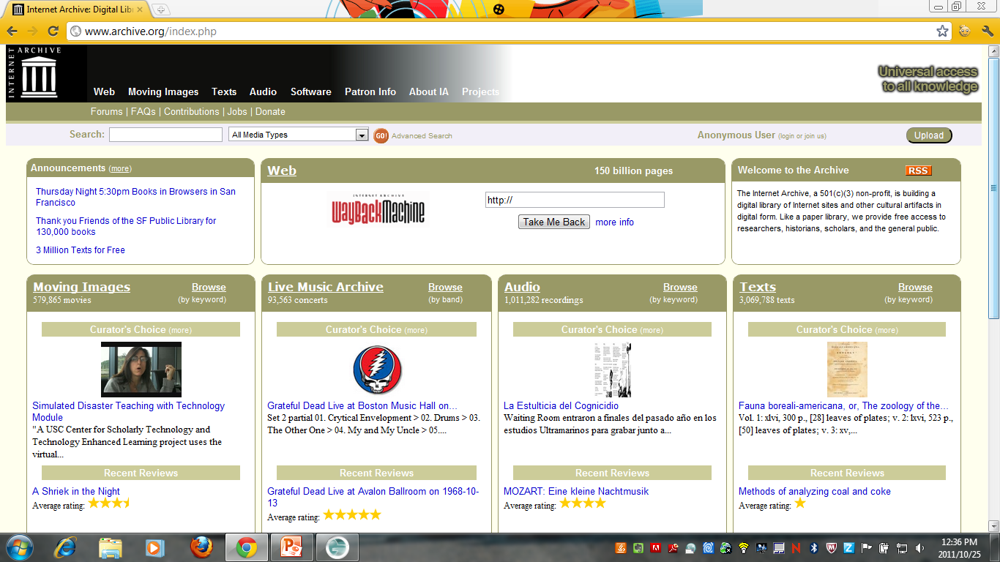 Internet Archive: Digital Lib
www.archive.org/index.php
INTERNET ARCHIVE
Universal access
to all knowledge
Web Moving Images Texts Audio Software Patron Info About IA Projects
Forums | FAQs | Contributions | Jobs | Donate
Search: All Media Types GO! Advanced Search Anonymous User (login or join us) Upload
Announcements (more)
Thursday Night 5:30pm Books in Browsers in San
Francisco
Thank you Friends of the SF Public Library for
130,000 books
3 Million Texts for Free
Web 150 billion pages
INTERNET ARCHIVE
WayBackMachine
http://
Take Me Back more info
Welcome to the Archive RSS
The Internet Archive, a 501(c)(3) non-profit, is building a
digital library of Internet sites and other cultural artifacts in
digital form. Like a paper library, we provide free access to
researchers, historians, scholars, and the general public.
Moving Images Browse
579,865 movies (by keyword)
Curator's Choice (more)
Simulated Disaster Teaching with Technology
Module
"A USC Center for Scholarly Technology and
Technology Enhanced Learning project uses the
virtual...
Recent Reviews
A Shriek in the Night
Average rating:
Live Music Archive Browse
93,563 concerts (by band)
Curator's Choice (more)
Grateful Dead Live at Boston Music Hall on...
Set 2 partial 01. Crytical Envelopment > 02. Drums > 03.
The Other One > 04. My and My Uncle > 05....
Recent Reviews
Grateful Dead Live at Avalon Ballroom on 1968-10-
13
Average rating:
Audio Browse
1,011,282 recordings (by keyword)
Curator's Choice (more)
La Estulticia del Cognicidio
Waiting Room entraron a finales del pasado año en los
estudios Ultramarinos para grabar junto a...
Recent Reviews
MOZART: Eine kleine Nachtmusik
Average rating:
Texts Browse
3,069,788 texts (by keyword)
Curator's Choice (more)
Fauna boreali-americana, or, The zoology of the...
Vol. 1: xlvi, 300 p., [28] leaves of plates; v. 2: lxvi, 523 p.,
[50] leaves of plates; v. 3: xv,...
Recent Reviews
Methods of analyzing coal and coke
Average rating:
12:36 PM
2011/10/25